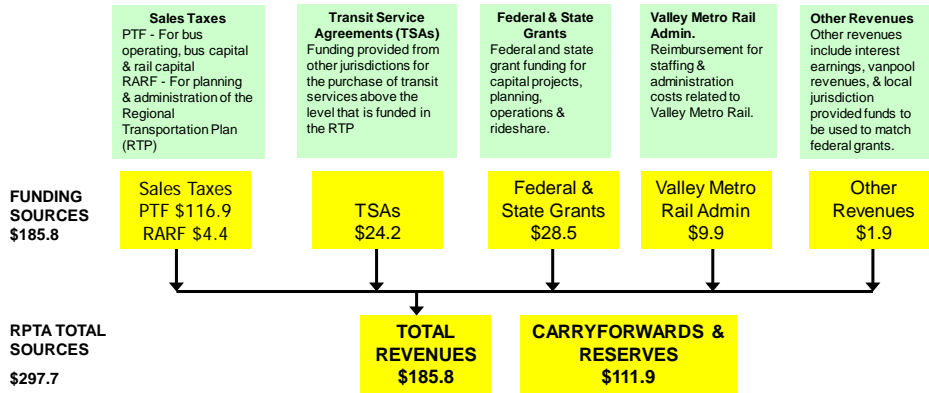 Sales Taxes
PTF - For bus
operating, bus capital
& rail capital
RARF - For planning
& administration of the
Regional
Transportation Plan
(RTP)
Transit Service
Agreements (TSAs)
Funding provided from
other jurisdictions for
the purchase of transit
services above the
level that is funded in
the RTP
Federal & State
Grants
Federal and state
grant funding for
capital projects,
planning,
operations &
rideshare.
Valley Metro Rail
Admin.
Reimbursement for
staffing &
administration
costs related to
Valley Metro Rail.
Other Revenues
Other revenues
include interest
earnings, vanpool
revenues, & local
jurisdiction
provided funds to
be used to match
federal grants.
FUNDING
SOURCES
$185.8
Sales Taxes
PTF $116.9
RARF $4.4
TSAs
$24.2
Federal &
State Grants
$28.5
Valley Metro
Rail Admin
$9.9
Other
Revenues
$1.9
RPTA TOTAL
SOURCES
$297.7
TOTAL
REVENUES
$185.8
CARRYFORWARDS &
RESERVES
$111.9